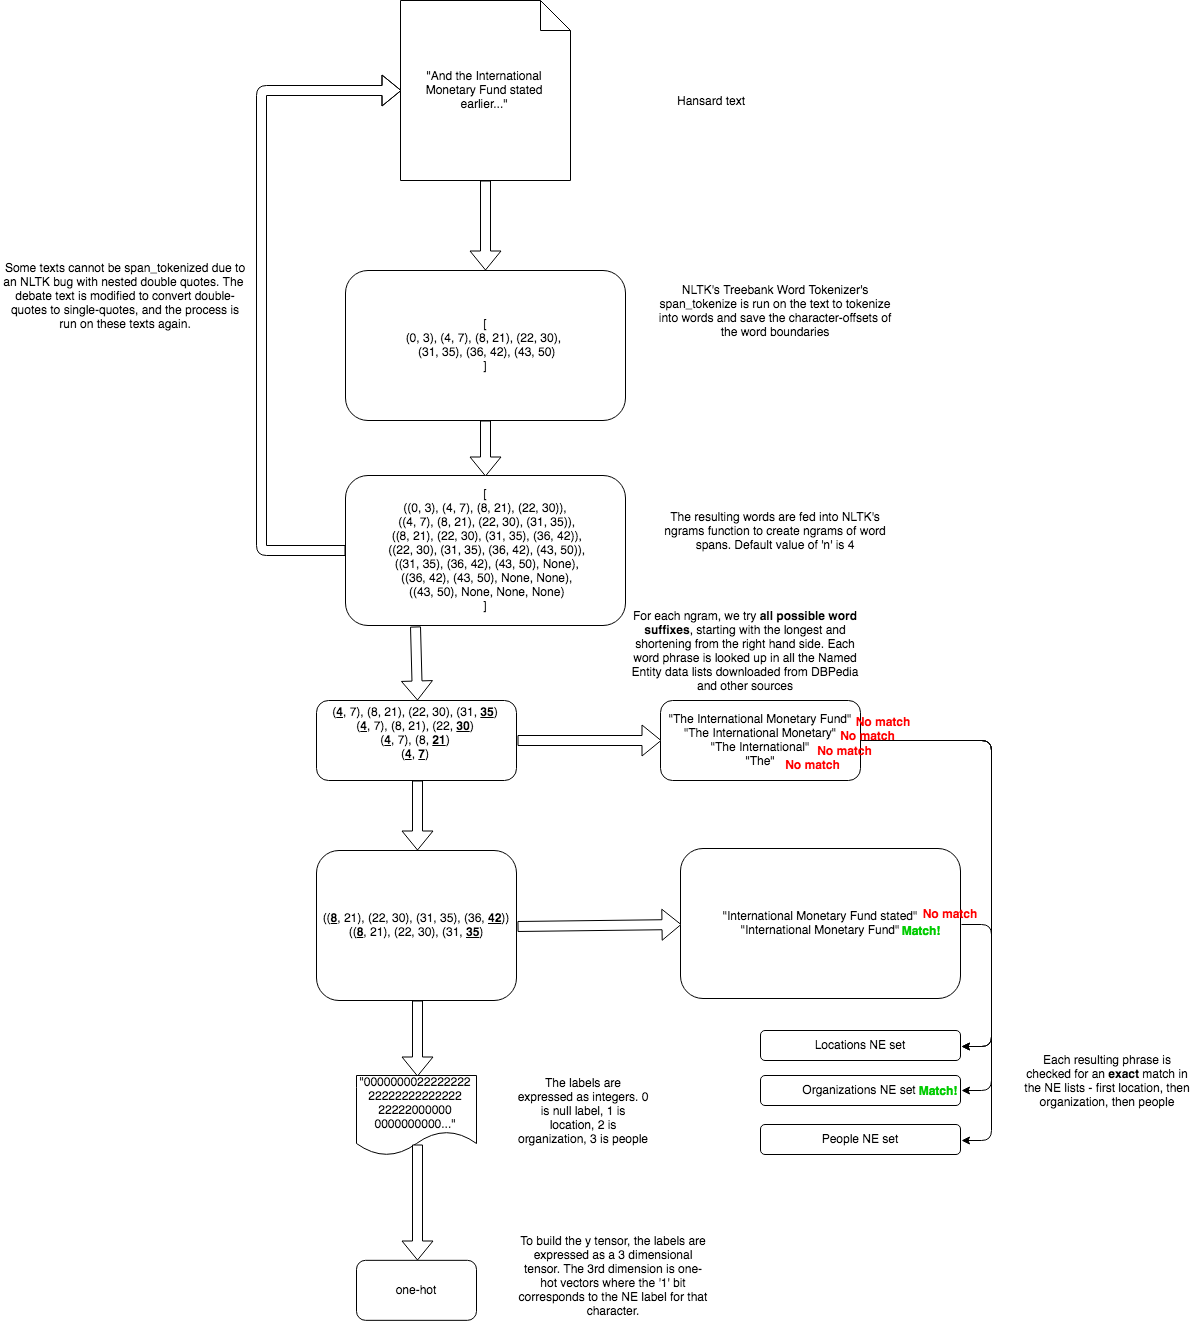 "And the International
Monetary Fund stated
earlier..."
Hansard text
Some texts cannot be span_tokenized due to
an NLTK bug with nested double quotes. The
debate text is modified to convert double-
quotes to single-quotes, and the process is
run on these texts again.
[
(0, 3), (4, 7), (8, 21), (22, 30),
(31, 35), (36, 42), (43, 50)
]
NLTK's Treebank Word Tokenizer's
span_tokenize is run on the text to tokenize
into words and save the character-offsets of
the word boundaries
[
((0, 3), (4, 7), (8, 21), (22, 30)),
((4, 7), (8, 21), (22, 30), (31, 35)),
((8, 21), (22, 30), (31, 35), (36, 42)),
((22, 30), (31, 35), (36, 42), (43, 50)),
((31, 35), (36, 42), (43, 50), None),
((36, 42), (43, 50), None, None),
((43, 50), None, None, None)
]
The resulting words are fed into NLTK's
ngrams function to create ngrams of word
spans. Default value of 'n' is 4
For each ngram, we try all possible word
suffixes, starting with the longest and
shortening from the right hand side. Each
word phrase is looked up in all the Named
Entity data lists downloaded from DBPedia
and other sources
(4, 7), (8, 21), (22, 30), (31, 35)
(4, 7), (8, 21), (22, 30)
(4, 7), (8, 21)
(4, 7)
"The International Monetary Fund" No match
"The International Monetary" No match
"The International" No match
"The" No match
((8, 21), (22, 30), (31, 35), (36, 42))
((8, 21), (22, 30), (31, 35)
"International Monetary Fund stated" No match
"International Monetary Fund" Match!
Locations NE set
Organizations NE set Match!
People NE set
Each resulting phrase is
checked for an exact match in
the NE lists - first location, then
organization, then people
"0000000022222222
22222222222222
22222000000
0000000000..."
The labels are
expressed as integers. 0
is null label, 1 is
location, 2 is
organization, 3 is people
To build the y tensor, the labels are
expressed as a 3 dimensional
tensor. The 3rd dimension is one-
hot vectors where the '1' bit
corresponds to the NE label for that
character.
one-hot